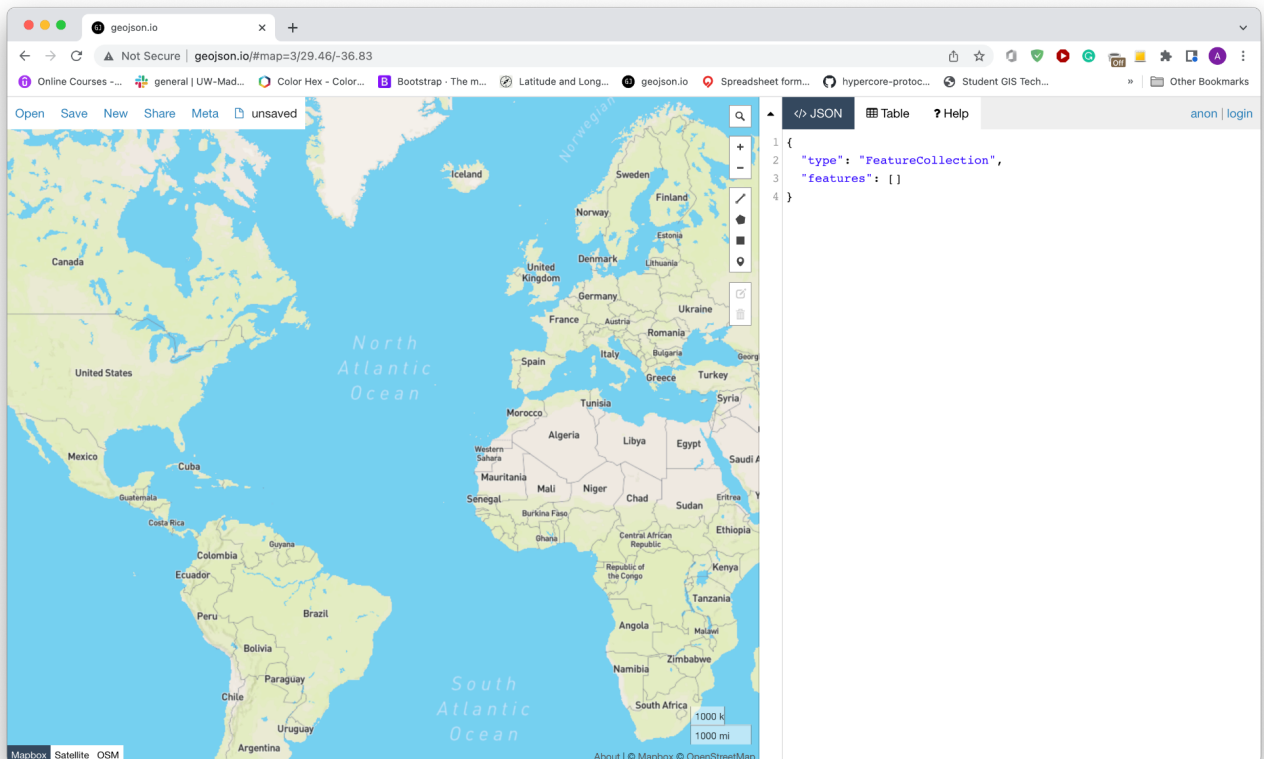 geojson.io
Not Secure | geojson.io/#map=3/29.46/-36.83
Off
A
Online Courses -...
general | UW-Mad...
Color Hex - Color...
B Bootstrap · The m...
Latitude and Long...
geojson.io
Spreadsheet form...
hypercore-protoc...
Student GIS Tech...
»
Other Bookmarks
Open Save New Share Meta unsaved
</> JSON
Table
? Help
anon | login
1 {
2 "type": "FeatureCollection",
3 "features": []
4 }
+
−
Norwegian
Iceland
Sweden
Finland
Norway
Estonia
Canada
Denmark
Lithuania
United
Kingdom
Germany
Ukraine
France
Austria
Romania
North
Atlantic
Ocean
Italy
Bulgaria
Georg
Spain
United States
Greece
Turkey
Syria
Tunisia
Morocco
Algeria
Libya
Egypt
Western
Sahara
Saudi A
Mexico
Cuba
Mauritania
Mali
Niger
Chad
Sudan
Eritrea
Y
Guatemala
Senegal
Burkina Faso
Costa Rica
Ghana
Central African
Republic
Ethiopia
Guyana
Colombia
Ecuador
Republic of
the Congo
Kenya
Tanzania
Peru
Brazil
Angola
Malawi
Bolivia
Zimbabwe
Namibia
Paraguay
South
Atlantic
Ocean
Chile
South Africa
1000 k
1000 mi
Uruguay
Argentina
Mapbox Satellite OSM
About | © Mapbox © OpenStreetMap